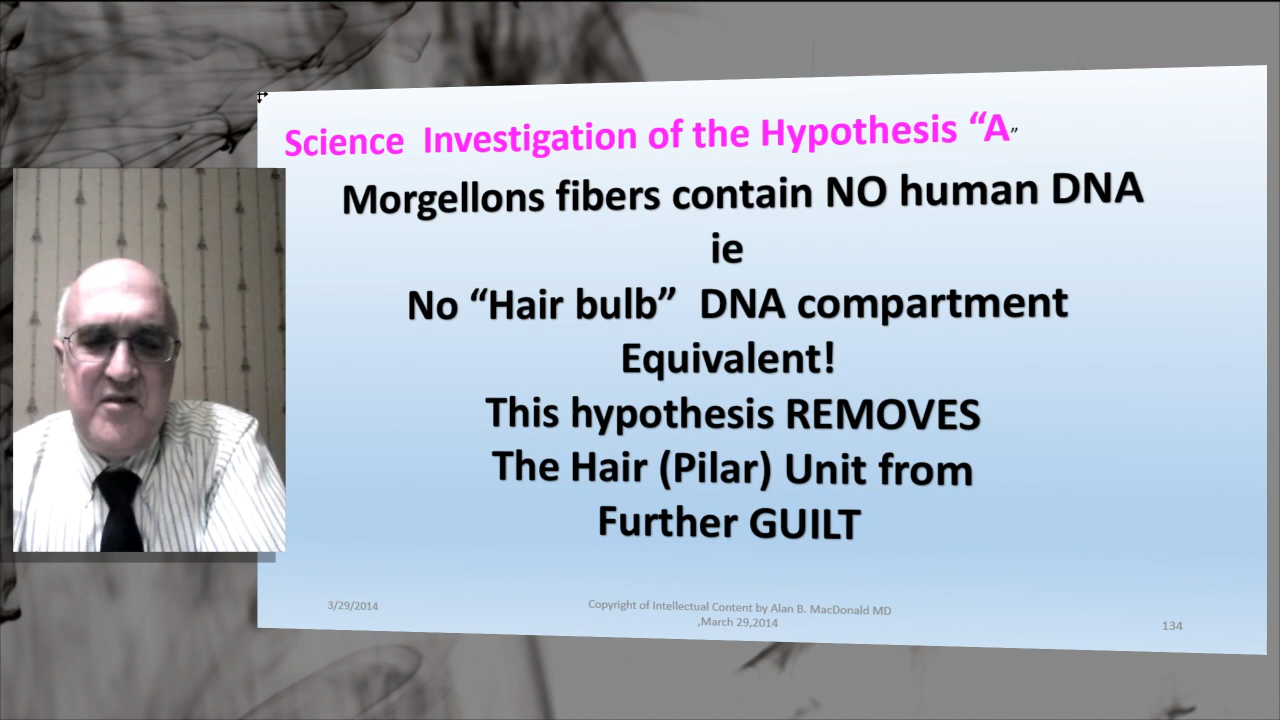 Science  Investigation of the Hypothesis “A”
Morgellons fibers contain NO human DNA
ie
No “Hair bulb”  DNA compartment
Equivalent!
This hypothesis REMOVES
The Hair (Pilar) Unit from
Further GUILT
3/29/2014
Copyright of Intellectual Content by Alan B. MacDonald MD
,March 29,2014
134